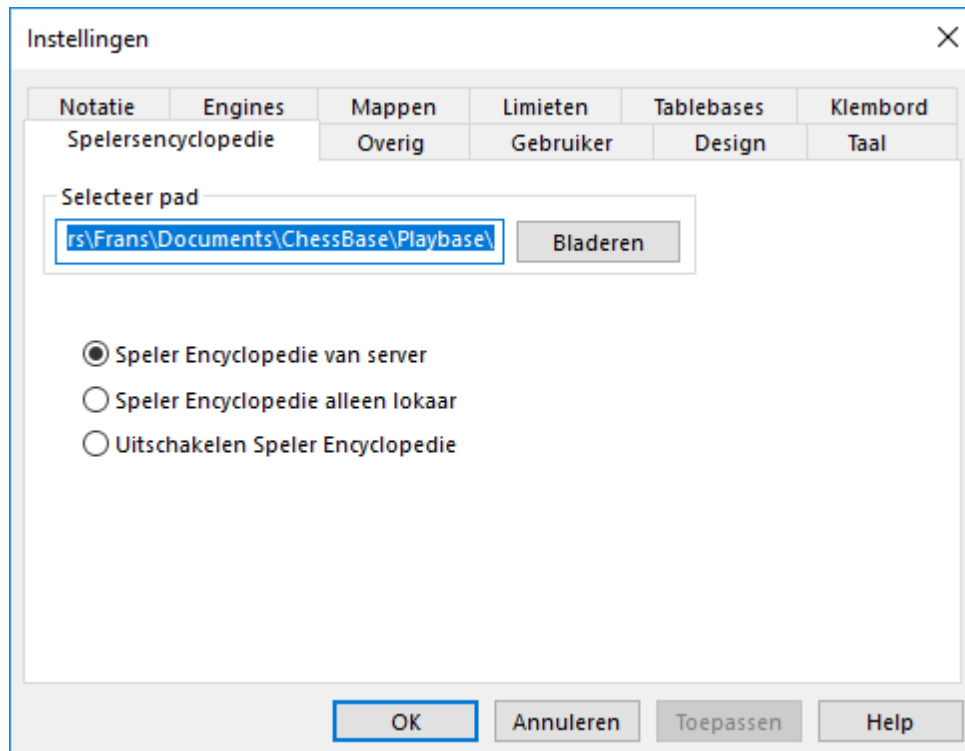 Instellingen
Notatie Engines Mappen Limieten Tablebases Klembord
Spelersencyclopedie Overig Gebruiker Design Taal
Selecteer pad
rs\Frans\Documents\ChessBase\Playbase\ Bladeren
Speler Encyclopedie van server
Speler Encyclopedie alleen lokaar
Uitschakelen Speler Encyclopedie
OK Annuleren Toepassen Help